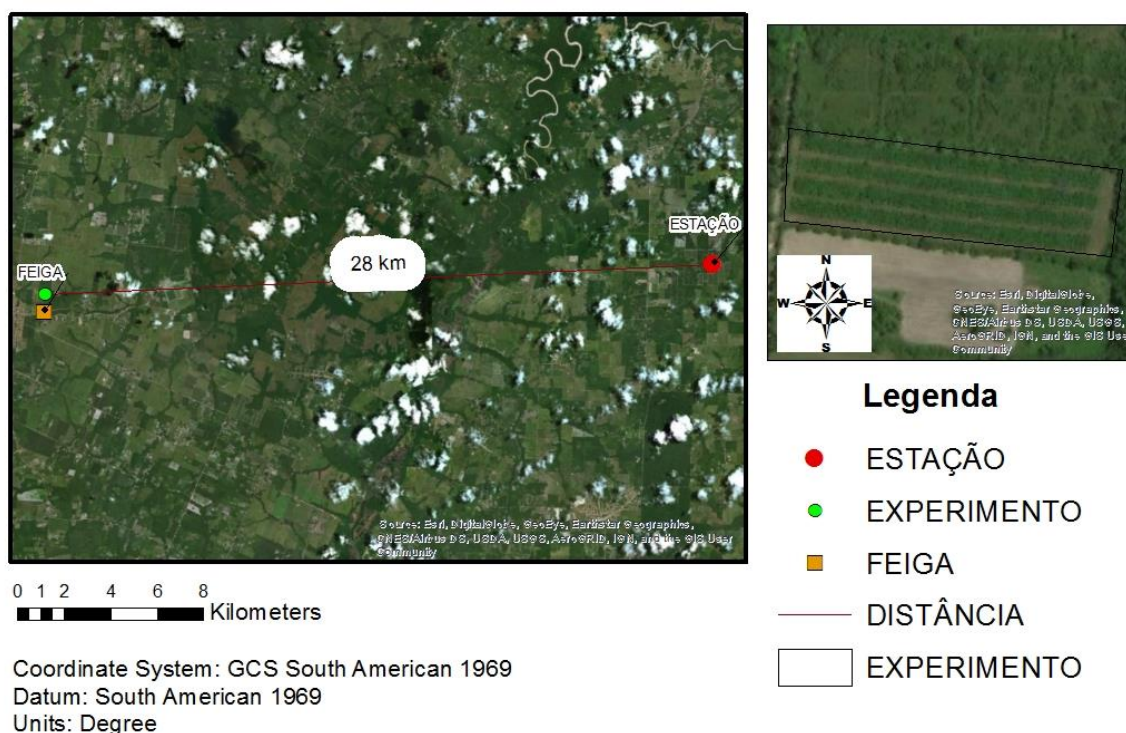 ESTAÇÃO
28 km
FEIGA
Source: Esri, DigitalGlobe, GeoEye, Earthstar Geographics,
CNES/Airbus DS, USDA, USGS, AeroGRID, IGN, and the GIS User
Community
N
W E
S
Source: Esri, DigitalGlobe,
GeoEye, Earthstar Geographics,
CNES/Airbus DS, USDA, USGS,
AeroGRID, IGN, and the GIS User
Community
Legenda
ESTAÇÃO
EXPERIMENTO
FEIGA
DISTÂNCIA
EXPERIMENTO
0 1 2 4 6 8
Kilometers
Coordinate System: GCS South American 1969
Datum: South American 1969
Units: Degree